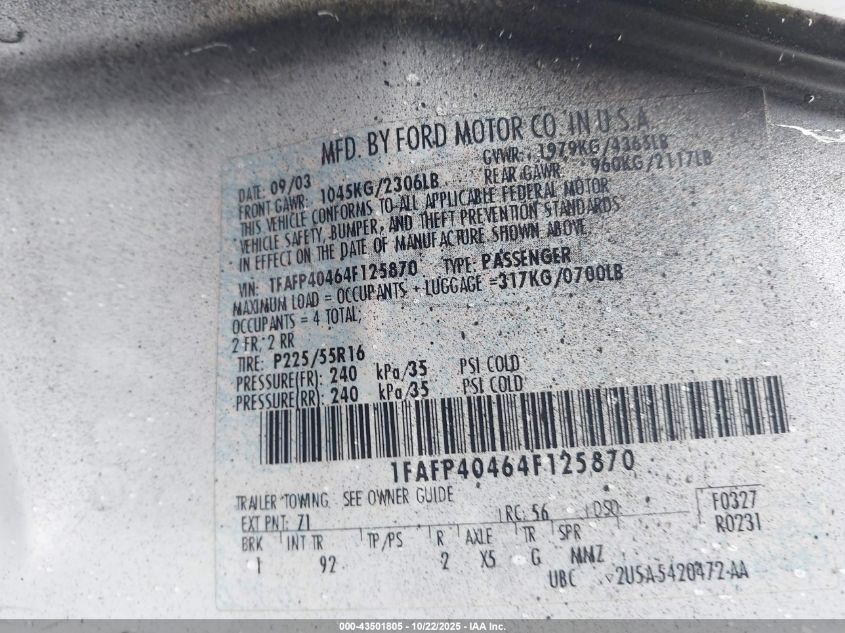 MFD. BY FORD MOTOR CO. IN U.S.A.
DATE: 09/03 GVWR: 1979KG/4363LB
FRONT GAWR: 1045KG/2306LB REAR GAWR: 960KG/2117LB
THIS VEHICLE CONFORMS TO ALL APPLICABLE FEDERAL MOTOR
VEHICLE SAFETY, BUMPER, AND THEFT PREVENTION STANDARDS
IN EFFECT ON THE DATE OF MANUFACTURE SHOWN ABOVE
VIN: 1FAFP40464F125870 TYPE: PASSENGER
MAXIMUM LOAD = OCCUPANTS + LUGGAGE =317KG/0700LB
OCCUPANTS = 4 TOTAL;
2 FR; 2 RR
TIRE: P225/55R16
PRESSURE(FR): 240 kPa/35 PSI COLD
PRESSURE(RR): 240 kPa/35 PSI COLD
1FAFP40464F125870
TRAILER TOWING SEE OWNER GUIDE
EXT PNT: Z1 RC: 56 DSO F0327
R0231
BRK INT TR TP/PS R AXLE TR SPR
1 92 2 X5 G MMZ
UBC 2U5A-5420472-AA
000-43501805 - 10/22/2025 - IAA Inc.